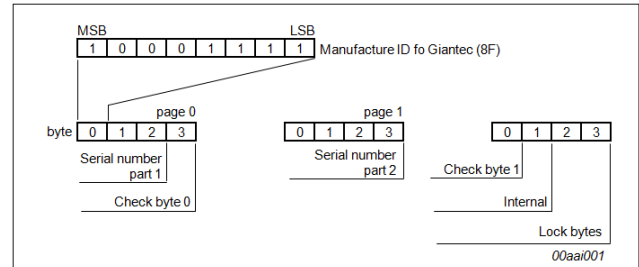 MSB LSB
1 0 0 0 1 1 1 1 Manufacture ID fo Giantec (8F)
page 0 page 1
byte 0 1 2 3 0 1 2 3 0 1 2 3
Serial number
part 1
Serial number
part 2
Check byte 1
Check byte 0
Internal
Lock bytes
00aai001